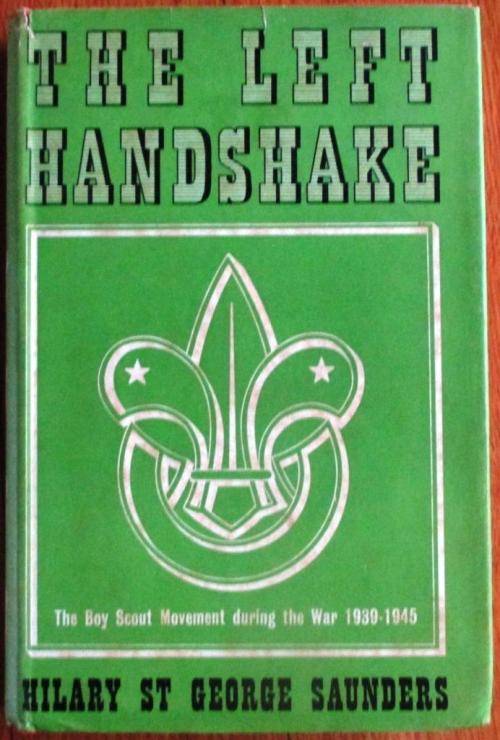 THE LEFT
HANDSHAKE
The Boy Scout Movement during the War 1939-1945
HILARY ST GEORGE SAUNDERS